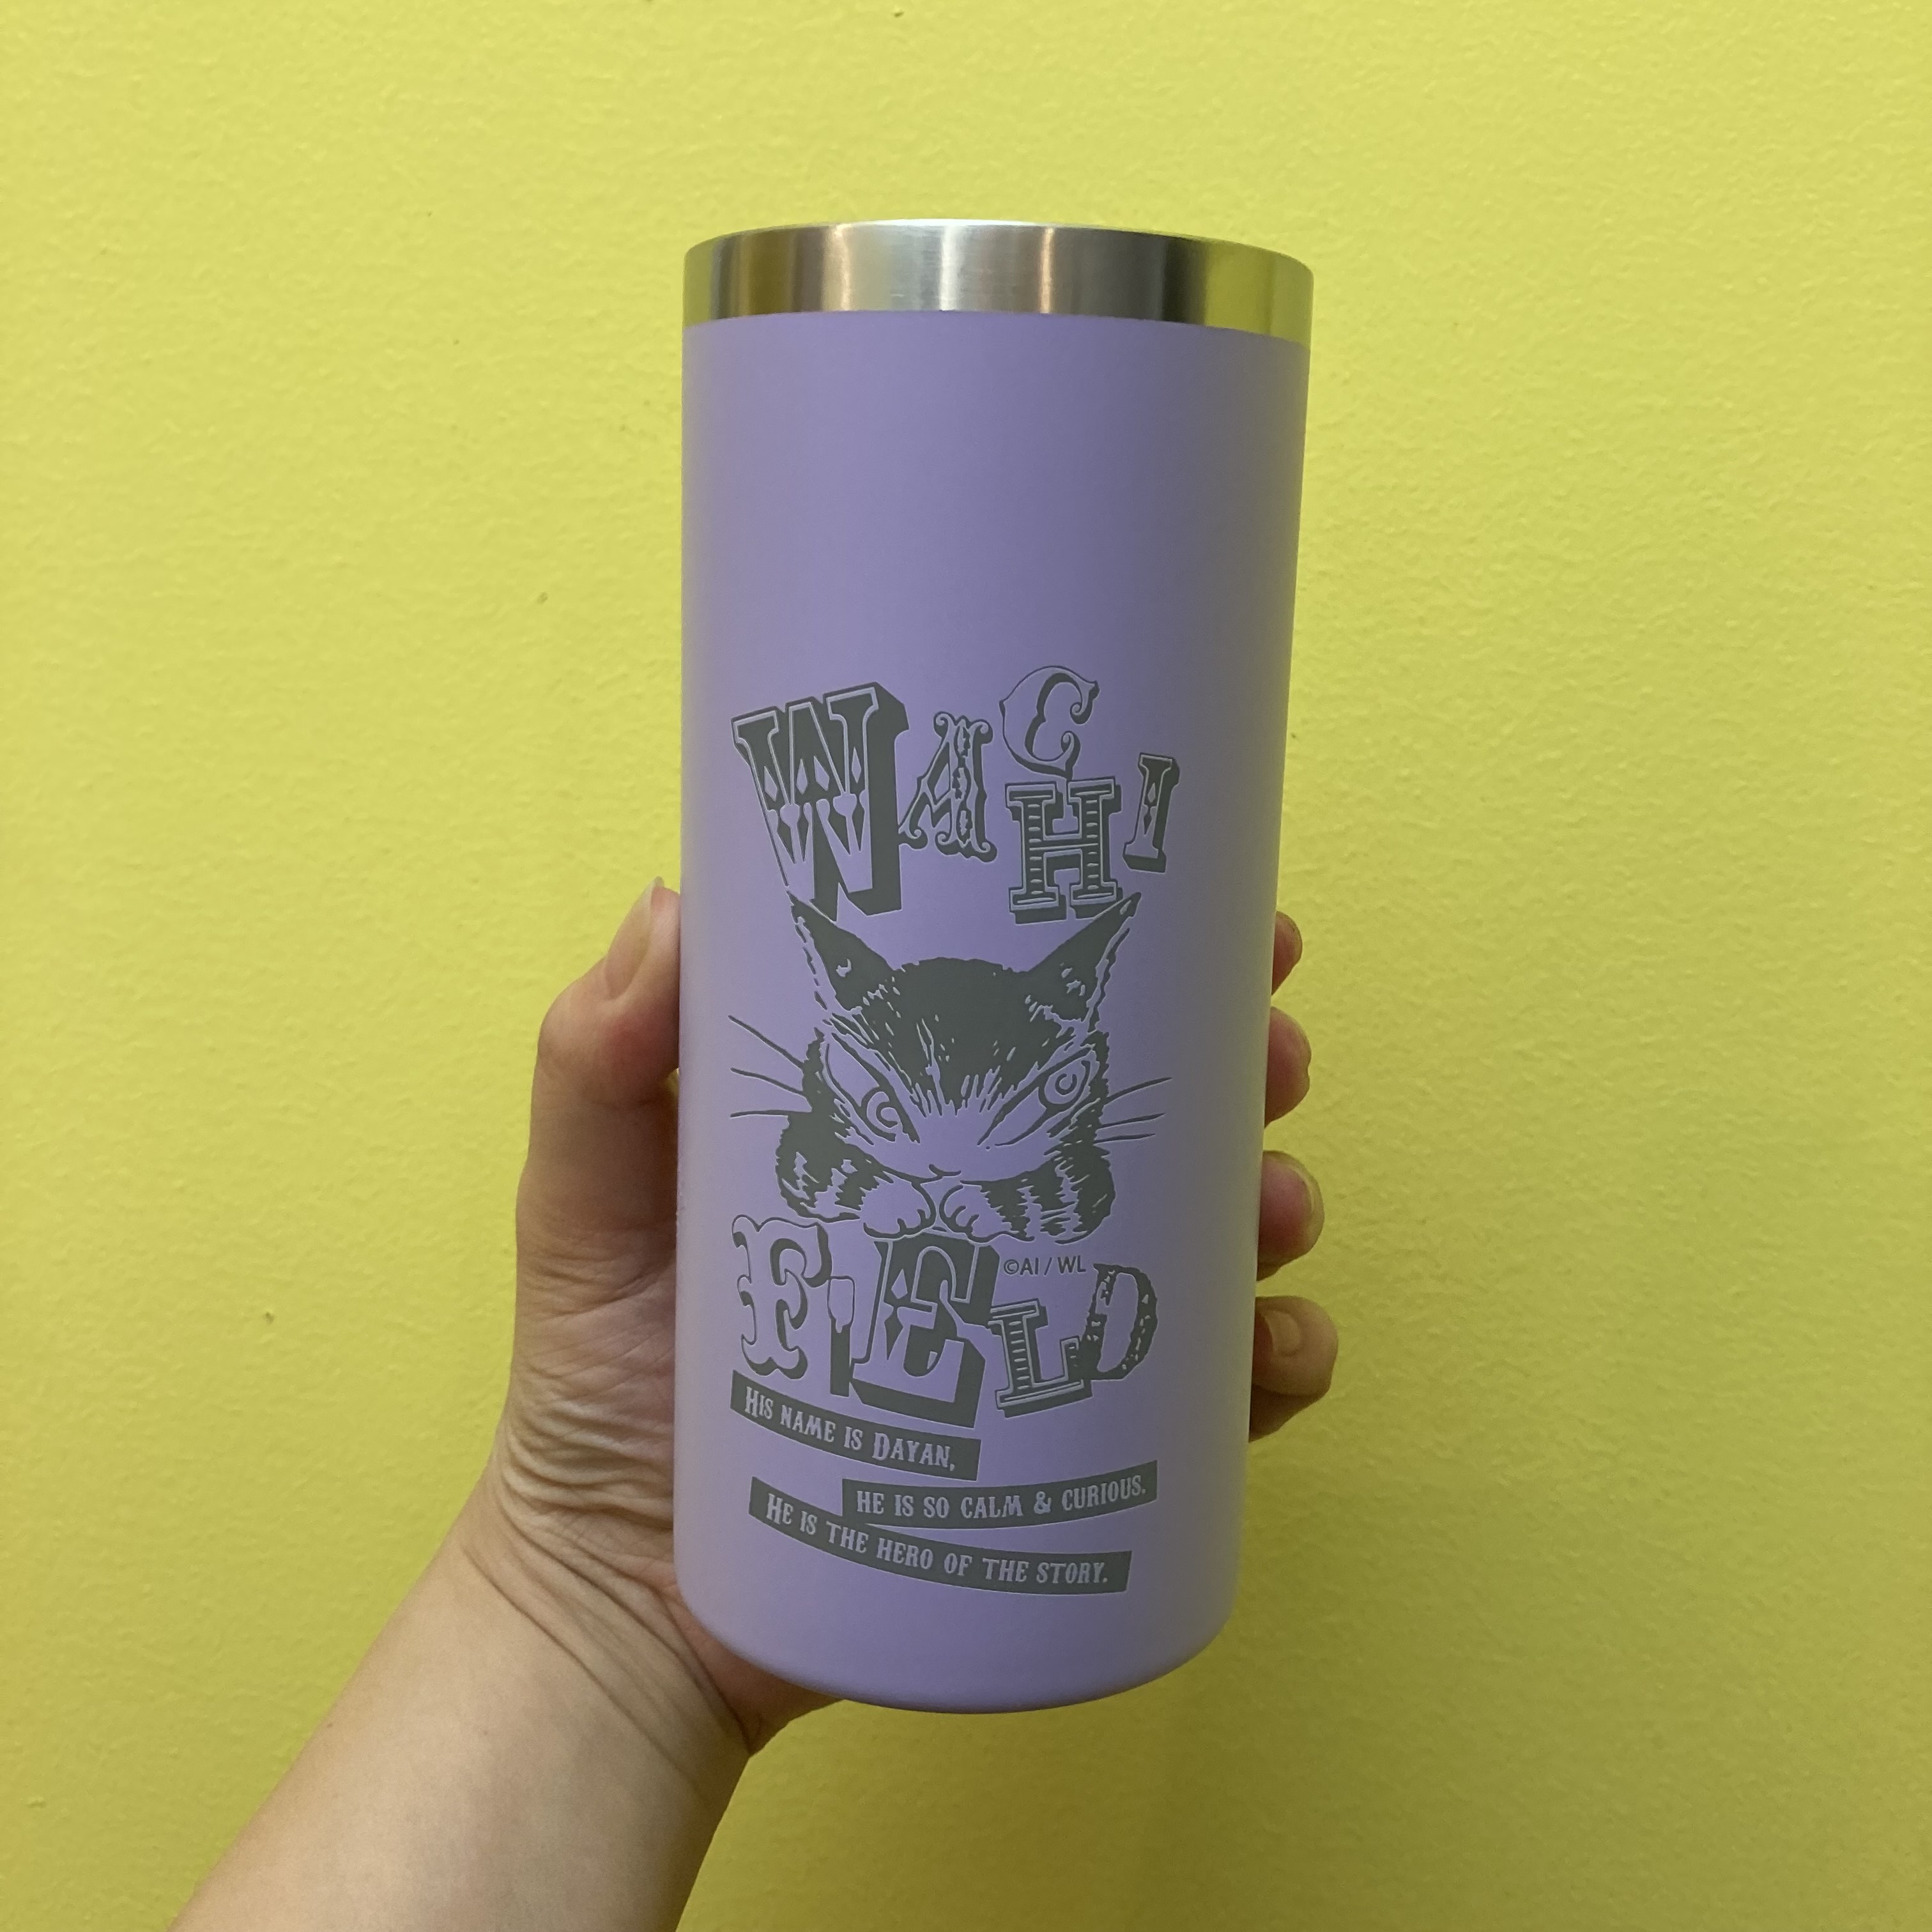 WACHI
FIELD
©AI / WL
HIS NAME IS DAYAN,
HE IS SO CALM & CURIOUS.
HE IS THE HERO OF THE STORY.